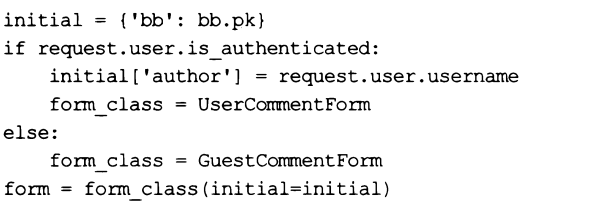 initial = {'bb': bb.pk}
if request.user.is_authenticated:
    initial['author'] = request.user.username
    form_class = UserCommentForm
else:
    form_class = GuestCommentForm
form = form_class(initial=initial)